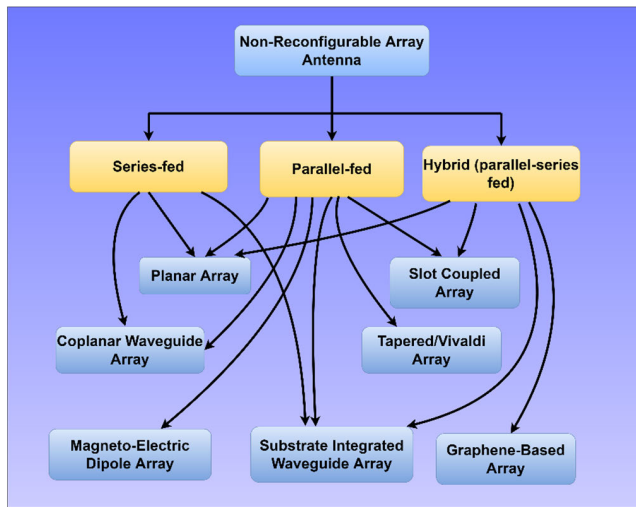 Non-Reconfigurable Array
Antenna
Series-fed
Parallel-fed
Hybrid (parallel-series
fed)
Planar Array
Slot Coupled
Array
Coplanar Waveguide
Array
Tapered/Vivaldi
Array
Magneto-Electric
Dipole Array
Substrate Integrated
Waveguide Array
Graphene-Based
Array